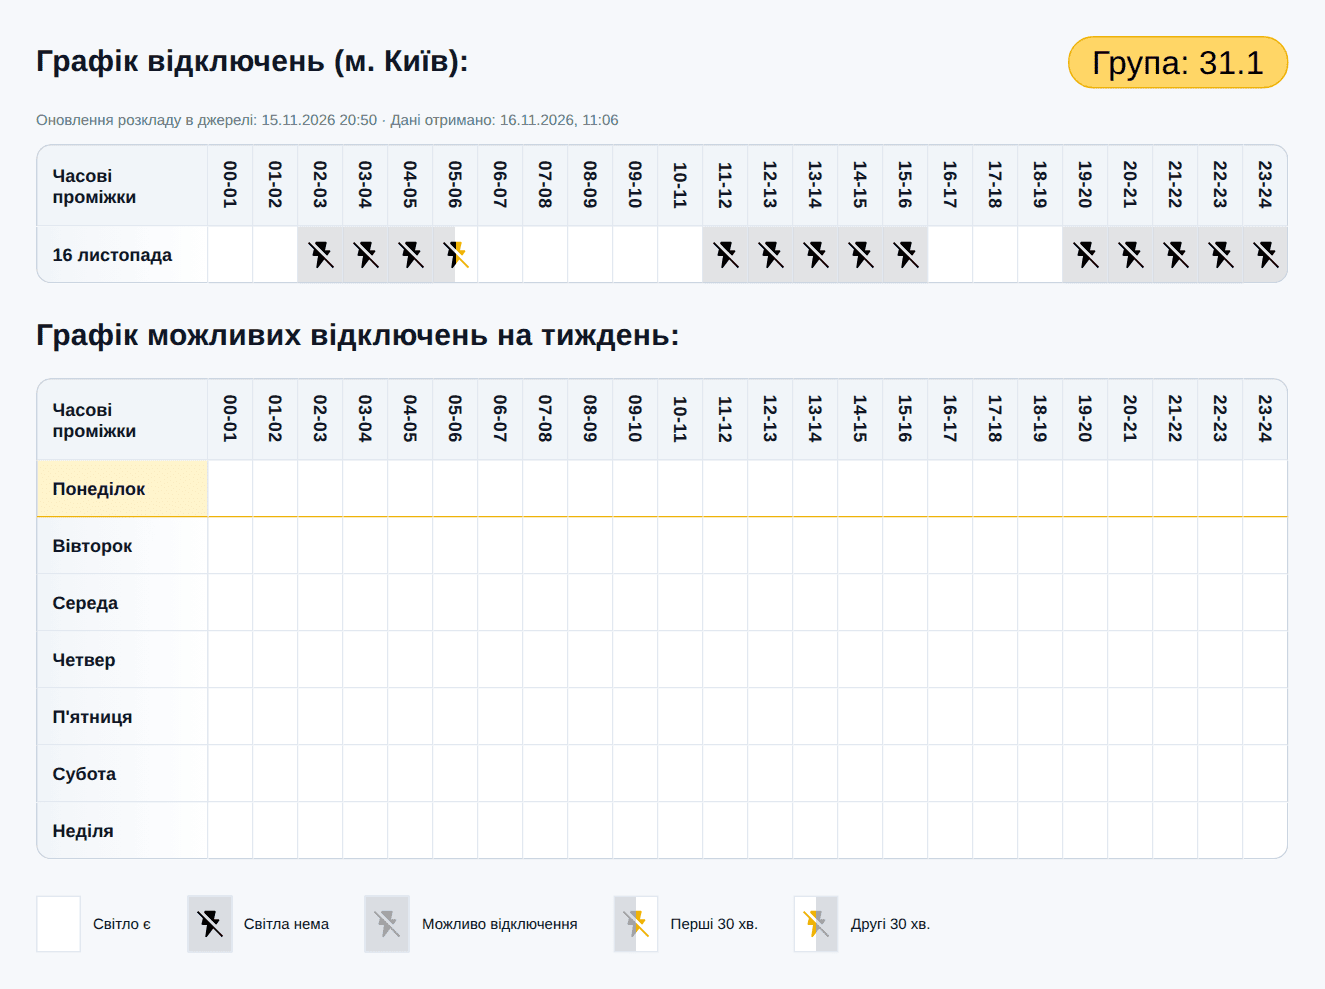 Графік відключень (м. Київ):
Група: 31.1
Оновлення розкладу в джерелі: 15.11.2026 20:50 · Дані отримано: 16.11.2026, 11:06
Часові проміжки 00-01 01-02 02-03 03-04 04-05 05-06 06-07 07-08 08-09 09-10 10-11 11-12 12-13 13-14 14-15 15-16 16-17 17-18 18-19 19-20 20-21 21-22 22-23 23-24
16 листопада
Графік можливих відключень на тиждень:
Часові проміжки 00-01 01-02 02-03 03-04 04-05 05-06 06-07 07-08 08-09 09-10 10-11 11-12 12-13 13-14 14-15 15-16 16-17 17-18 18-19 19-20 20-21 21-22 22-23 23-24
Понеділок
Вівторок
Середа
Четвер
П'ятниця
Субота
Неділя
Світло є Світла нема Можливо відключення Перші 30 хв. Другі 30 хв.